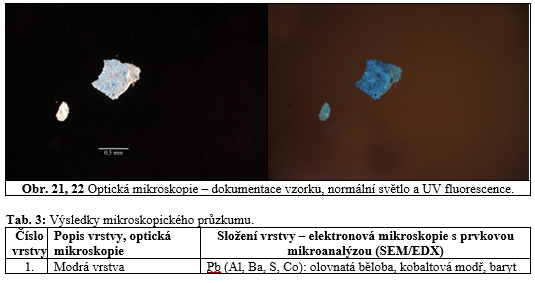 0,5 mm
Obr. 21, 22 Optická mikroskopie – dokumentace vzorku, normální světlo a UV fluorescence.
Tab. 3: Výsledky mikroskopického průzkumu.
Číslo vrstvy Popis vrstvy, optická mikroskopie Složení vrstvy – elektronová mikroskopie s prvkovou mikroanalýzou (SEM/EDX)
1. Modrá vrstva Pb (Al, Ba, S, Co): olovnatá běloba, kobaltová modř, baryt